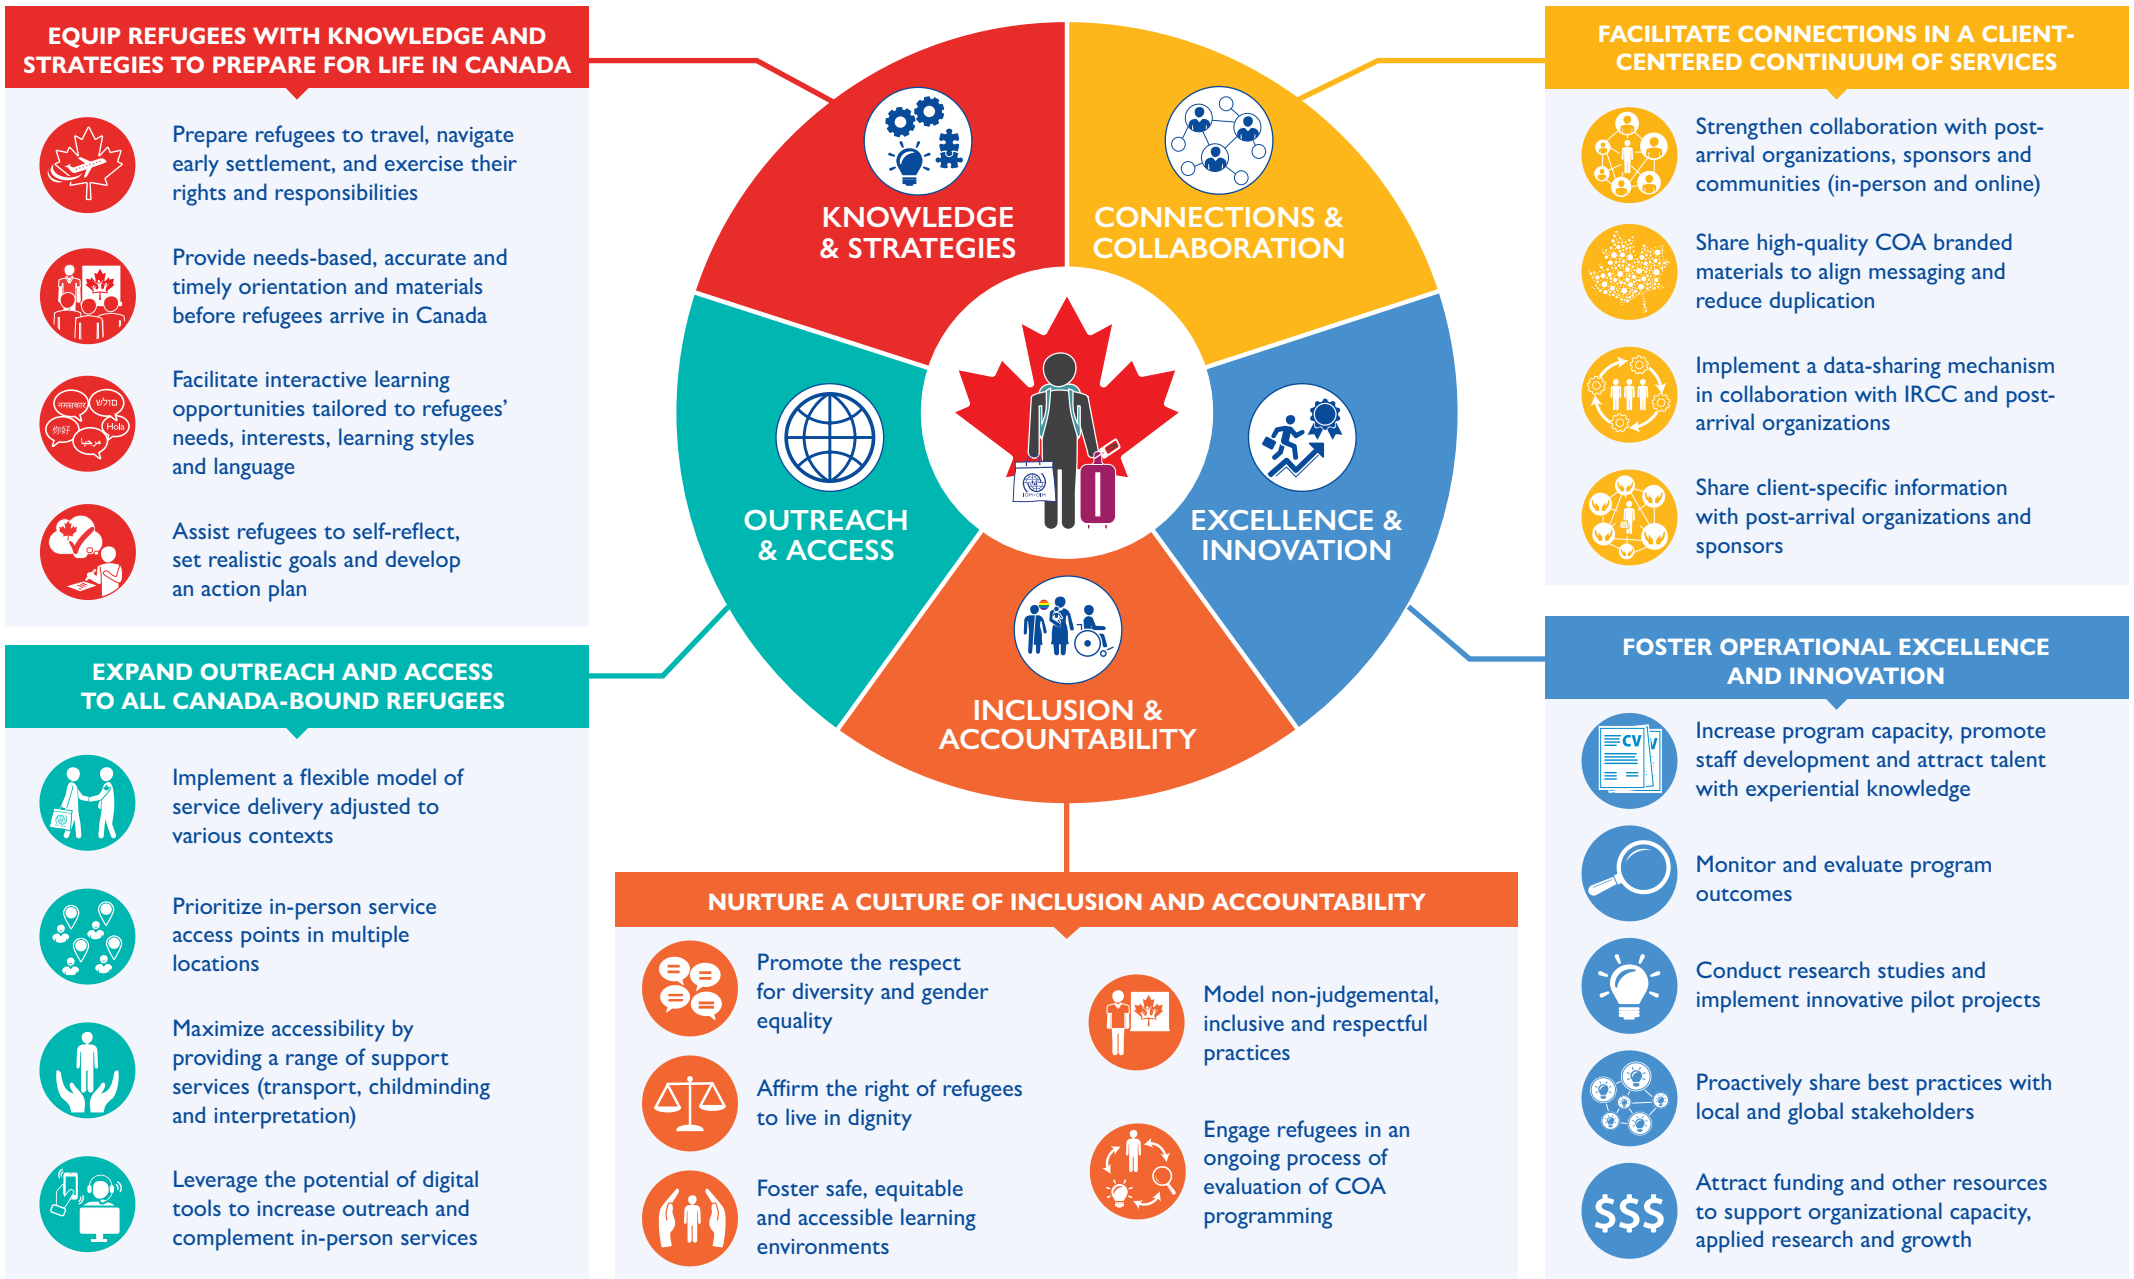 EQUIP REFUGEES WITH KNOWLEDGE AND
STRATEGIES TO PREPARE FOR LIFE IN CANADA
Prepare refugees to travel, navigate
early settlement, and exercise their
rights and responsibilities
Provide needs-based, accurate and
timely orientation and materials
before refugees arrive in Canada
नमस्कार
שלום
你好
Hola
مرحبا
Facilitate interactive learning
opportunities tailored to refugees’
needs, interests, learning styles
and language
Assist refugees to self-reflect,
set realistic goals and develop
an action plan
EXPAND OUTREACH AND ACCESS
TO ALL CANADA-BOUND REFUGEES
Implement a flexible model of
service delivery adjusted to
various contexts
Prioritize in-person service
access points in multiple
locations
Maximize accessibility by
providing a range of support
services (transport, childminding
and interpretation)
Leverage the potential of digital
tools to increase outreach and
complement in-person services
KNOWLEDGE
& STRATEGIES
CONNECTIONS &
COLLABORATION
OUTREACH
& ACCESS
IOM•OIM
EXCELLENCE &
INNOVATION
INCLUSION &
ACCOUNTABILITY
NURTURE A CULTURE OF INCLUSION AND ACCOUNTABILITY
Promote the respect
for diversity and gender
equality
Affirm the right of refugees
to live in dignity
Foster safe, equitable
and accessible learning
environments
Model non-judgemental,
inclusive and respectful
practices
Engage refugees in an
ongoing process of
evaluation of COA
programming
FACILITATE CONNECTIONS IN A CLIENT-
CENTERED CONTINUUM OF SERVICES
Strengthen collaboration with post-
arrival organizations, sponsors and
communities (in-person and online)
Share high-quality COA branded
materials to align messaging and
reduce duplication
Implement a data-sharing mechanism
in collaboration with IRCC and post-
arrival organizations
Share client-specific information
with post-arrival organizations and
sponsors
FOSTER OPERATIONAL EXCELLENCE
AND INNOVATION
CV V
Increase program capacity, promote
staff development and attract talent
with experiential knowledge
Monitor and evaluate program
outcomes
Conduct research studies and
implement innovative pilot projects
Proactively share best practices with
local and global stakeholders
$$$
Attract funding and other resources
to support organizational capacity,
applied research and growth